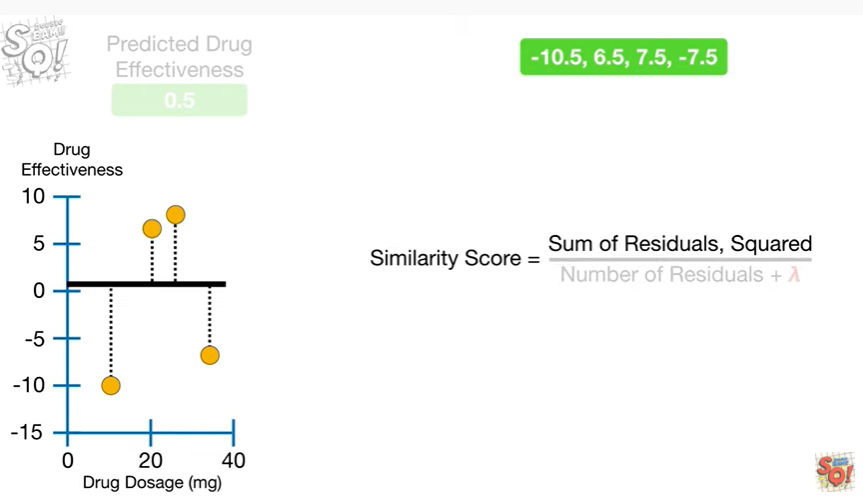 Predicted Drug
Effectiveness
0.5
-10.5, 6.5, 7.5, -7.5
Drug
Effectiveness
10
5
0
-5
-10
-15
0 20 40
Drug Dosage (mg)
Similarity Score =
Sum of Residuals, Squared
Number of Residuals + λ
SQ!